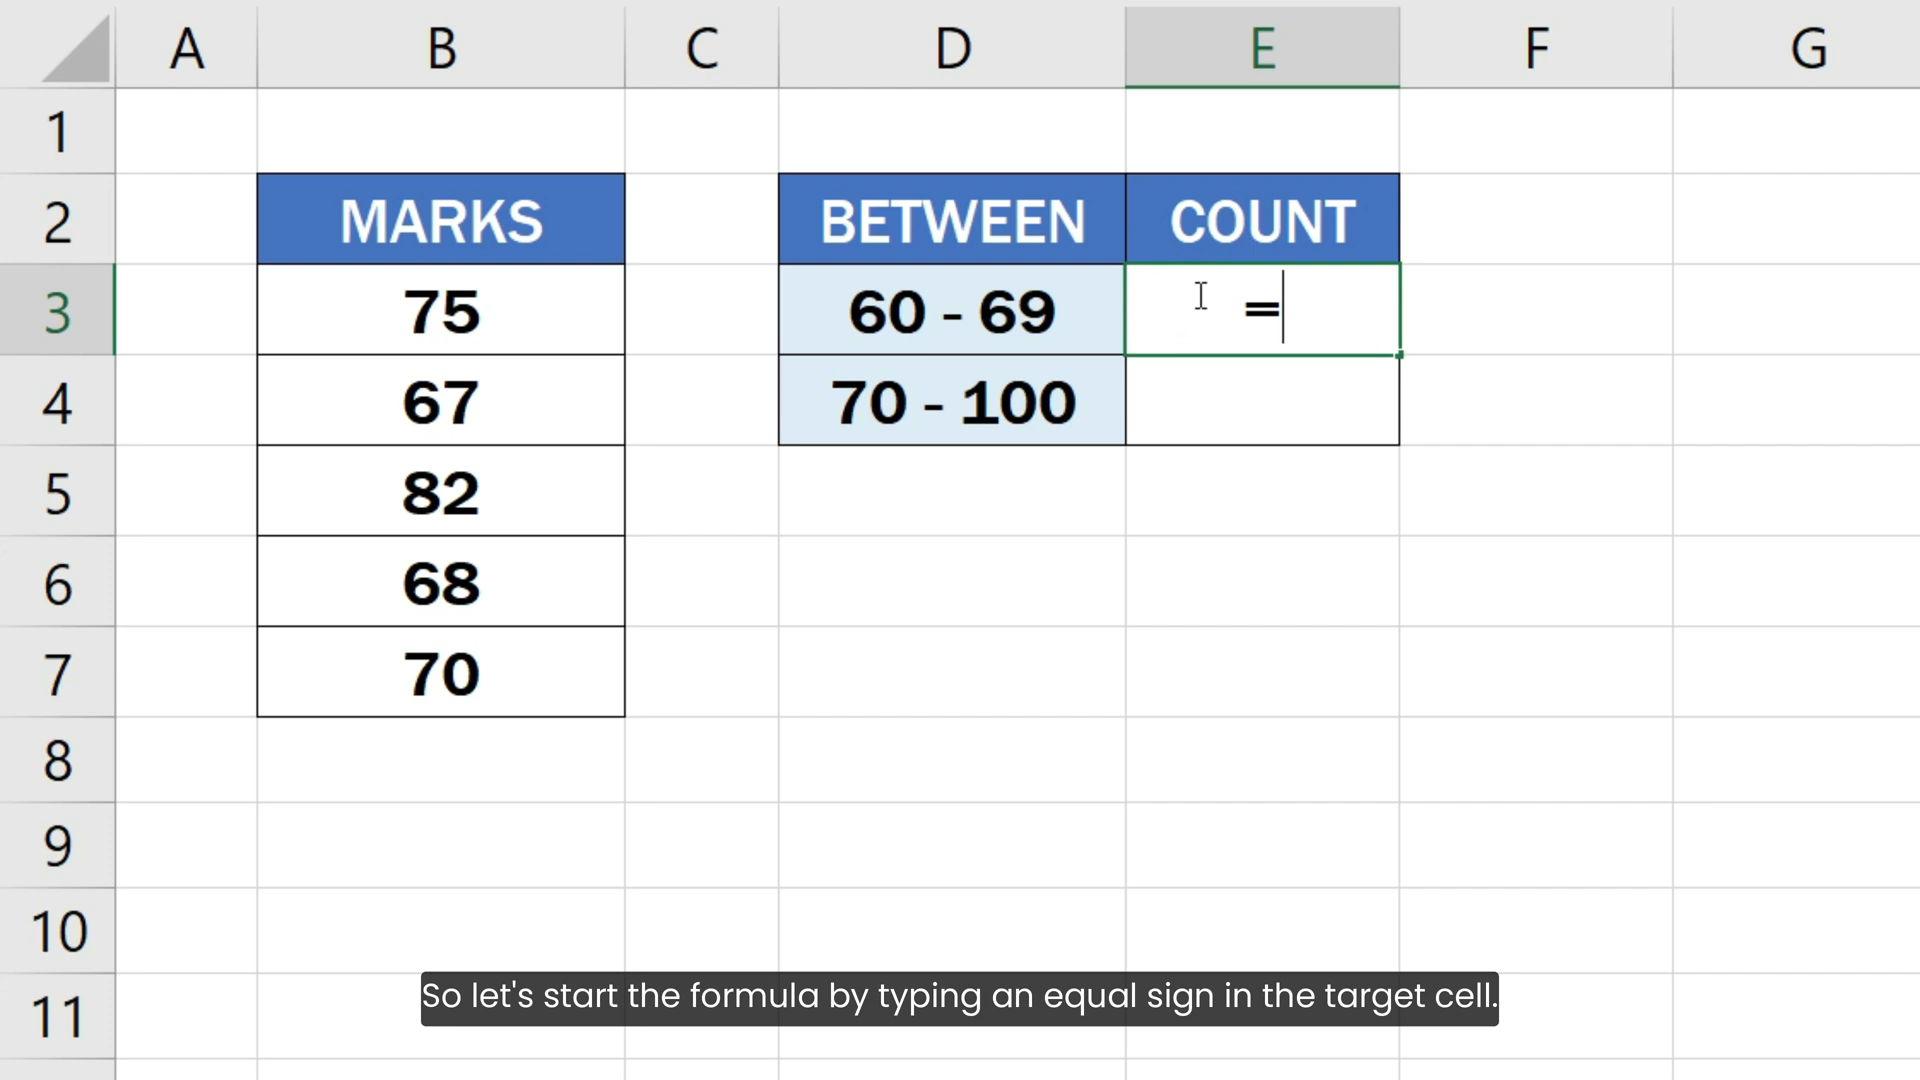 A B C D E F G
1
2 MARKS BETWEEN COUNT
3 75 60 - 69 =
4 67 70 - 100
5 82
6 68
7 70
8
9
10
11
So let's start the formula by typing an equal sign in the target cell.